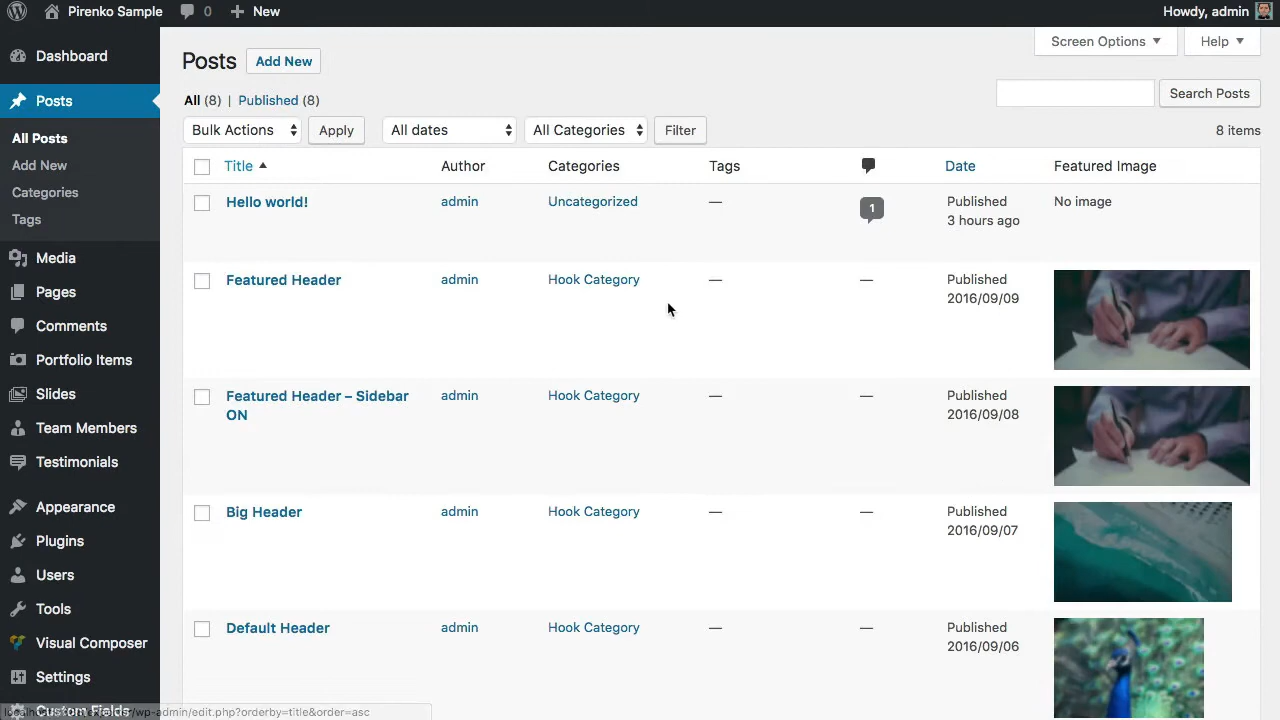 Pirenko Sample 0 New Howdy, admin
Dashboard
Posts
All Posts
Add New
Categories
Tags
Media
Pages
Comments
Portfolio Items
Slides
Team Members
Testimonials
Appearance
Plugins
Users
Tools
Visual Composer
Settings
Custom Fields
Screen Options Help
Posts Add New
All (8) | Published (8)
Search Posts
Bulk Actions Apply All dates All Categories Filter 8 items
Title Author Categories Tags Date Featured Image
Hello world! admin Uncategorized — 1 Published No image
3 hours ago
Featured Header admin Hook Category — — Published
2016/09/09
Featured Header – Sidebar admin Hook Category — — Published
ON 2016/09/08
Big Header admin Hook Category — — Published
2016/09/07
Default Header admin Hook Category — — Published
2016/09/06
/wp-admin/edit.php?orderby=title&order=asc